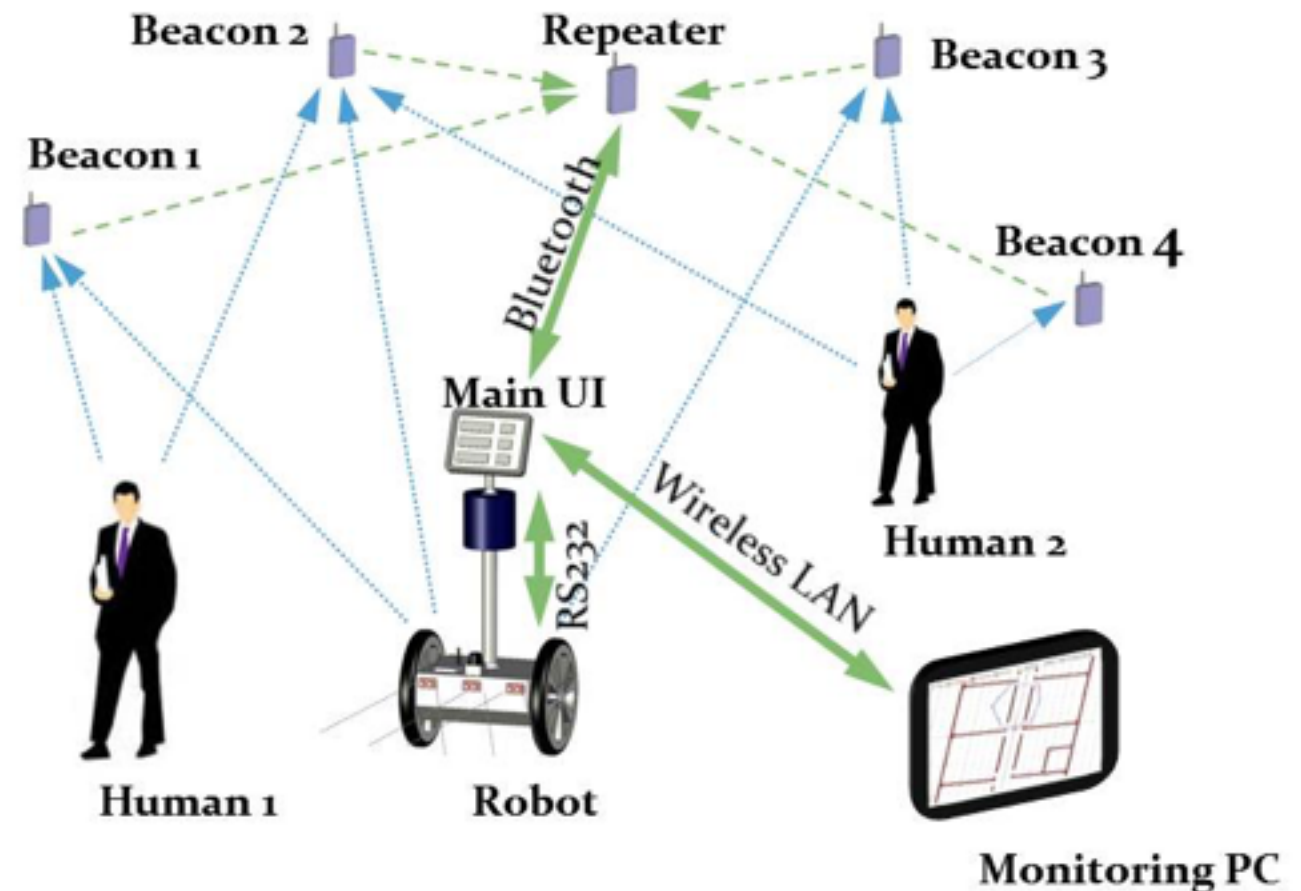 Beacon 2
Repeater
Beacon 3
Beacon 1
Bluetooth
Beacon 4
Main UI
Wireless LAN
RS232
Human 2
Human 1
Robot
Monitoring PC